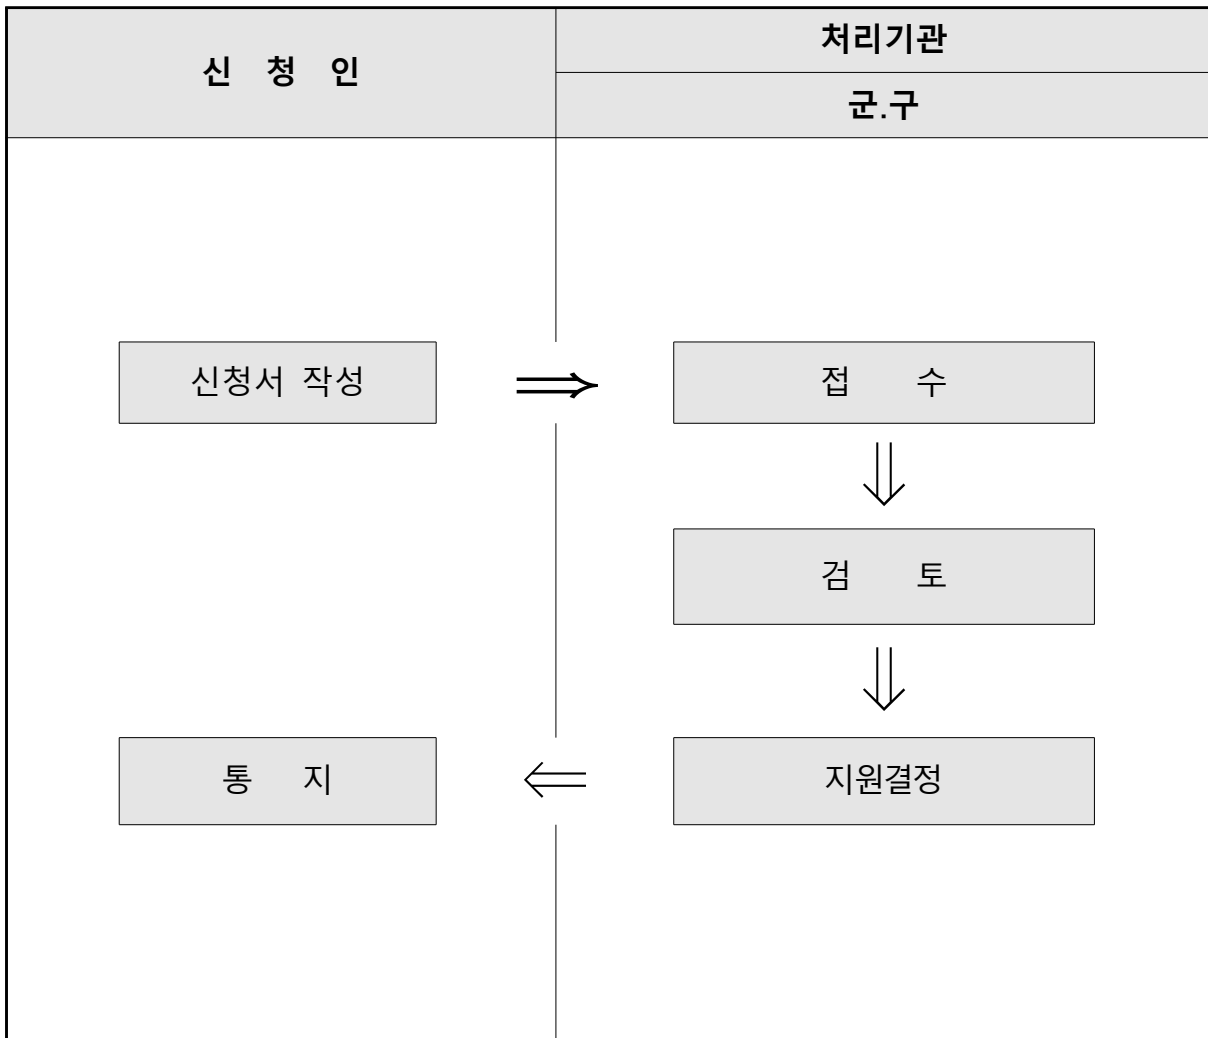 신 청 인
처리기관
군.구
신청서 작성
접 수
검 토
통 지
지원결정